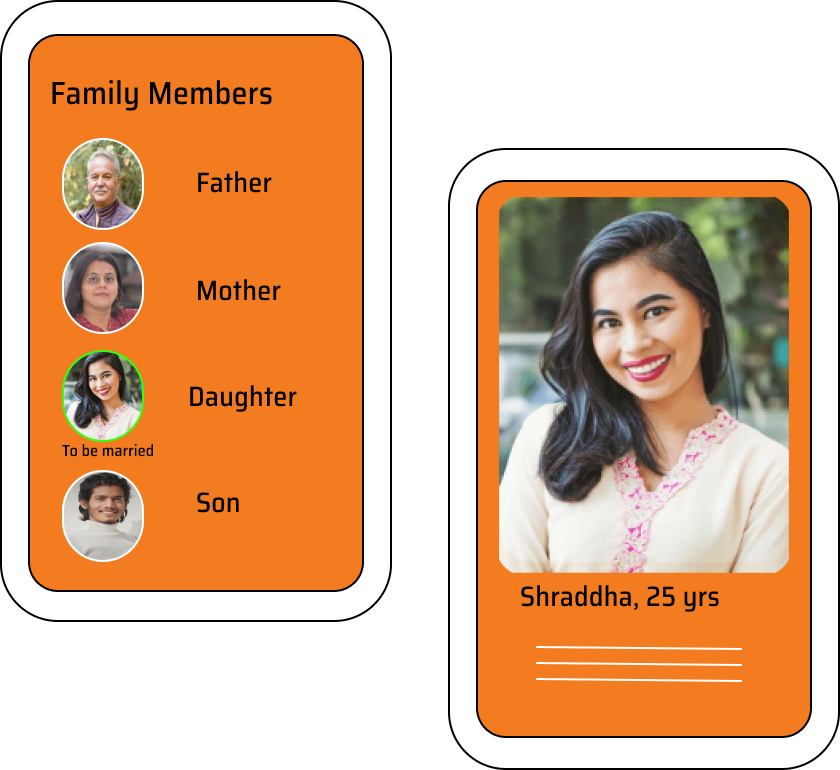 Family Members
Father
Mother
Daughter
To be married
Son
Shraddha, 25 yrs